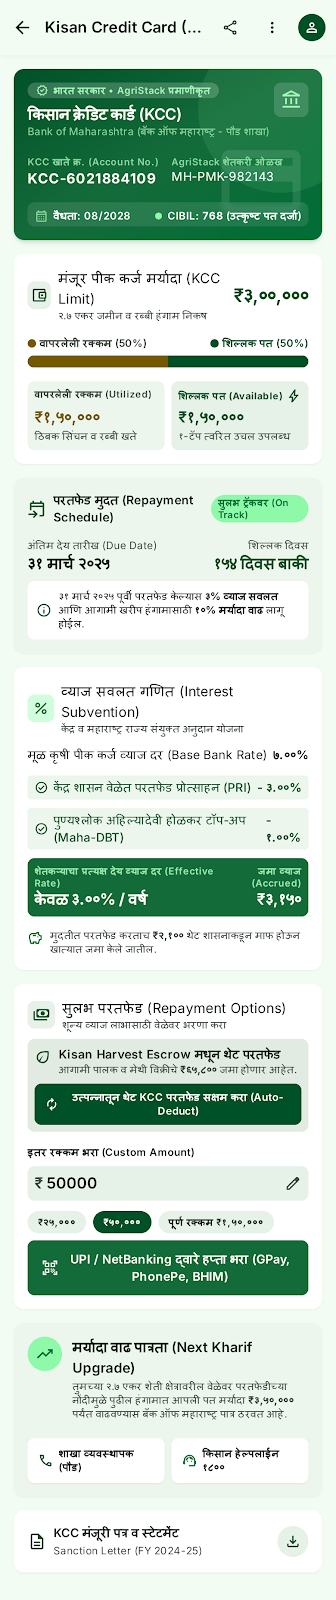 Kisan Credit Card (...
भारत सरकार • AgriStack प्रमाणीकृत
किसान क्रेडिट कार्ड (KCC)
Bank of Maharashtra (बँक ऑफ महाराष्ट्र - पौड शाखा)
KCC खाते क्र. (Account No.)
KCC-6021884109
AgriStack शेतकरी ओळख
MH-PMK-982143
वैधता: 08/2028
CIBIL: 768 (उत्कृष्ट पत दर्जा)
मंजूर पीक कर्ज मर्यादा (KCC
Limit)
₹३,००,०००
२.७ एकर जमीन व रब्बी हंगाम निकष
वापरलेली रक्कम (50%)
शिल्लक पत (50%)
वापरलेली रक्कम (Utilized)
₹१,५०,०००
ठिबक सिंचन व रब्बी खते
शिल्लक पत (Available)
₹१,५०,०००
१-टॅप त्वरित उचल उपलब्ध
परतफेड मुदत (Repayment
Schedule)
सुलभ ट्रॅकवर (On
Track)
अंतिम देय तारीख (Due Date)
३१ मार्च २०२५
शिल्लक दिवस
१५४ दिवस बाकी
३१ मार्च २०२५ पूर्वी परतफेड केल्यास ३% व्याज सवलत
आणि आगामी खरीप हंगामासाठी १०% मर्यादा वाढ लागू
होईल.
व्याज सवलत गणित (Interest
Subvention)
केंद्र व महाराष्ट्र राज्य संयुक्त अनुदान योजना
मूळ कृषी पीक कर्ज व्याज दर (Base Bank Rate) ७.००%
केंद्र शासन वेळेत परतफेड प्रोत्साहन (PRI) - ३.००%
पुण्यश्लोक अहिल्यादेवी होळकर टॉप-अप
(Maha-DBT)
-
१.००%
शेतकऱ्याचा प्रत्यक्ष देय व्याज दर (Effective
Rate)
केवळ ३.००% / वर्ष
जमा व्याज
(Accrued)
₹३,१५०
मुदतीत परतफेड करताच ₹२,१०० थेट शासनाकडून माफ होऊन
खात्यात जमा केले जातील.
सुलभ परतफेड (Repayment Options)
शून्य व्याज लाभासाठी वेळेवर भरणा करा
Kisan Harvest Escrow मधून थेट परतफेड
आगामी पालक व मेथी विक्रीचे ₹६५,८०० जमा होणार आहेत.
उत्पन्नातून थेट KCC परतफेड सक्षम करा (Auto-
Deduct)
इतर रक्कम भरा (Custom Amount)
₹ 50000
₹२५,०००
₹५०,०००
पूर्ण रक्कम ₹१,५०,०००
UPI / NetBanking द्वारे हप्ता भरा (GPay,
PhonePe, BHIM)
मर्यादा वाढ पात्रता (Next Kharif
Upgrade)
तुमच्या २.७ एकर शेती क्षेत्रावरील वेळेवर परतफेडीच्या
नोंदीमुळे पुढील हंगामात आपली पत मर्यादा ₹३,५०,०००
पर्यंत वाढवण्यास बँक ऑफ महाराष्ट्र पात्र ठरवत आहे.
शाखा व्यवस्थापक
(पौड)
किसान हेल्पलाईन
१८००
KCC मंजुरी पत्र व स्टेटमेंट
Sanction Letter (FY 2024-25)